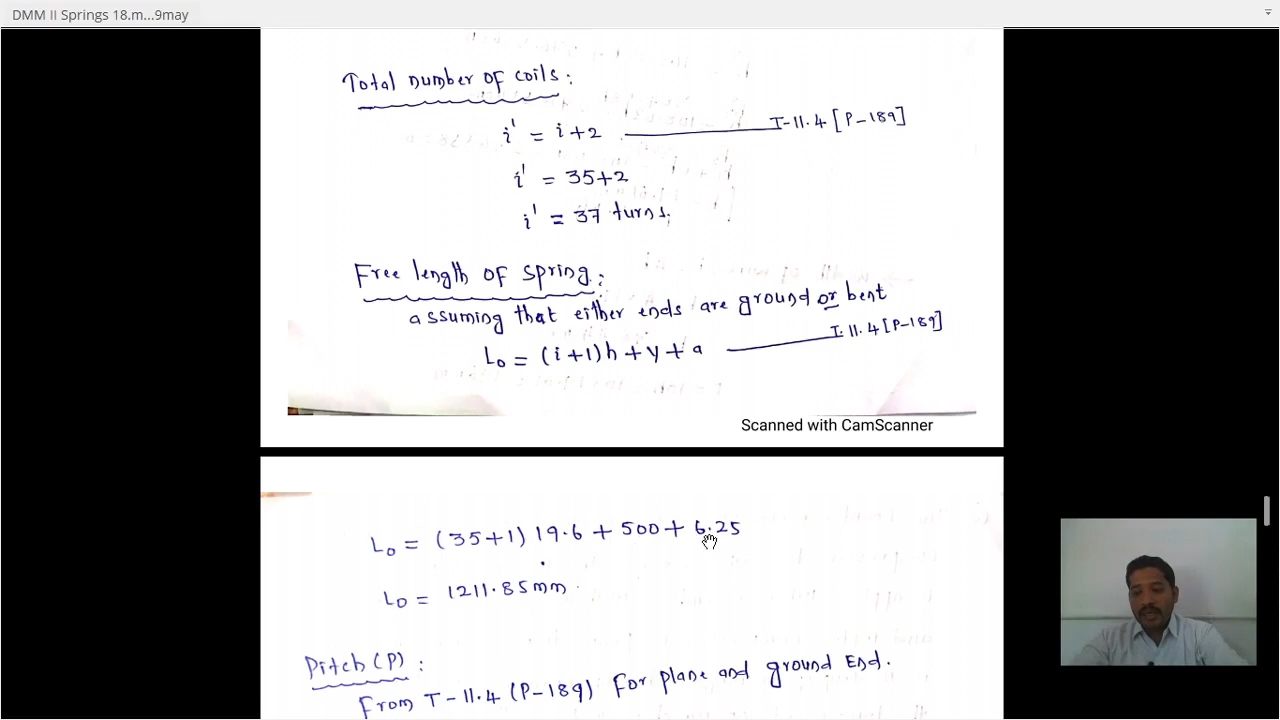 DMM II Springs 18.m...9may
Total number of coils:
i' = i+2 T-11.4 [P-189]
i' = 35+2
i' = 37 turns.
Free length of spring:
assuming that either ends are ground or bent
L₀ = (i+1)h + y + a T-11.4 [P-189]
Scanned with CamScanner
L₀ = (35+1) 19.6 + 500 + 6.25
L₀ = 1211.85mm
Pitch (P) :
From T-11.4 (P-189) for plane and ground End.